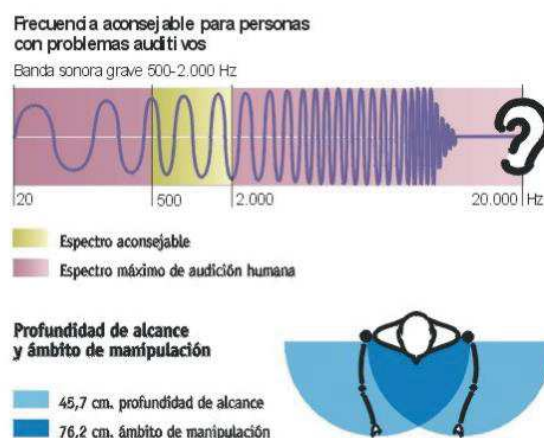 Frecuencia aconsejable para personas
con problemas auditivos
Banda sonora grave 500-2.000 Hz
20 500 2.000 20.000 Hz
Espectro aconsejable
Espectro máximo de audición humana
Profundidad de alcance
y ámbito de manipulación
45,7 cm. profundidad de alcance
76,2 cm. ámbito de manipulación